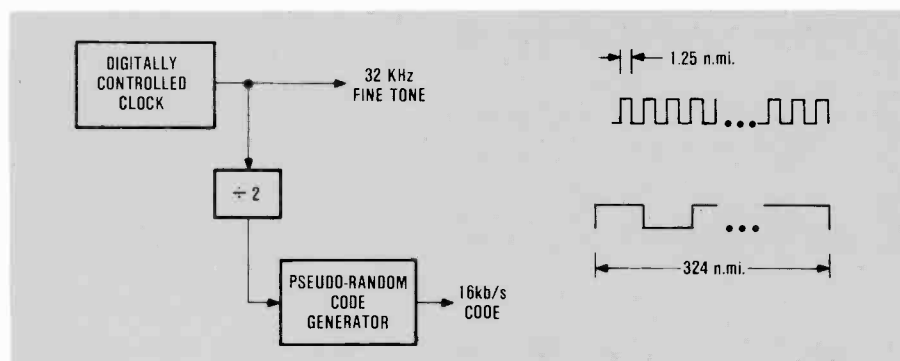 DIGITALLY
CONTROLLED
CLOCK
32 KHz
FINE TONE
÷ 2
PSEUDO-RANDOM
CODE
GENERATOR
16kb/s
CODE
1.25 n.mi.
324 n.mi.